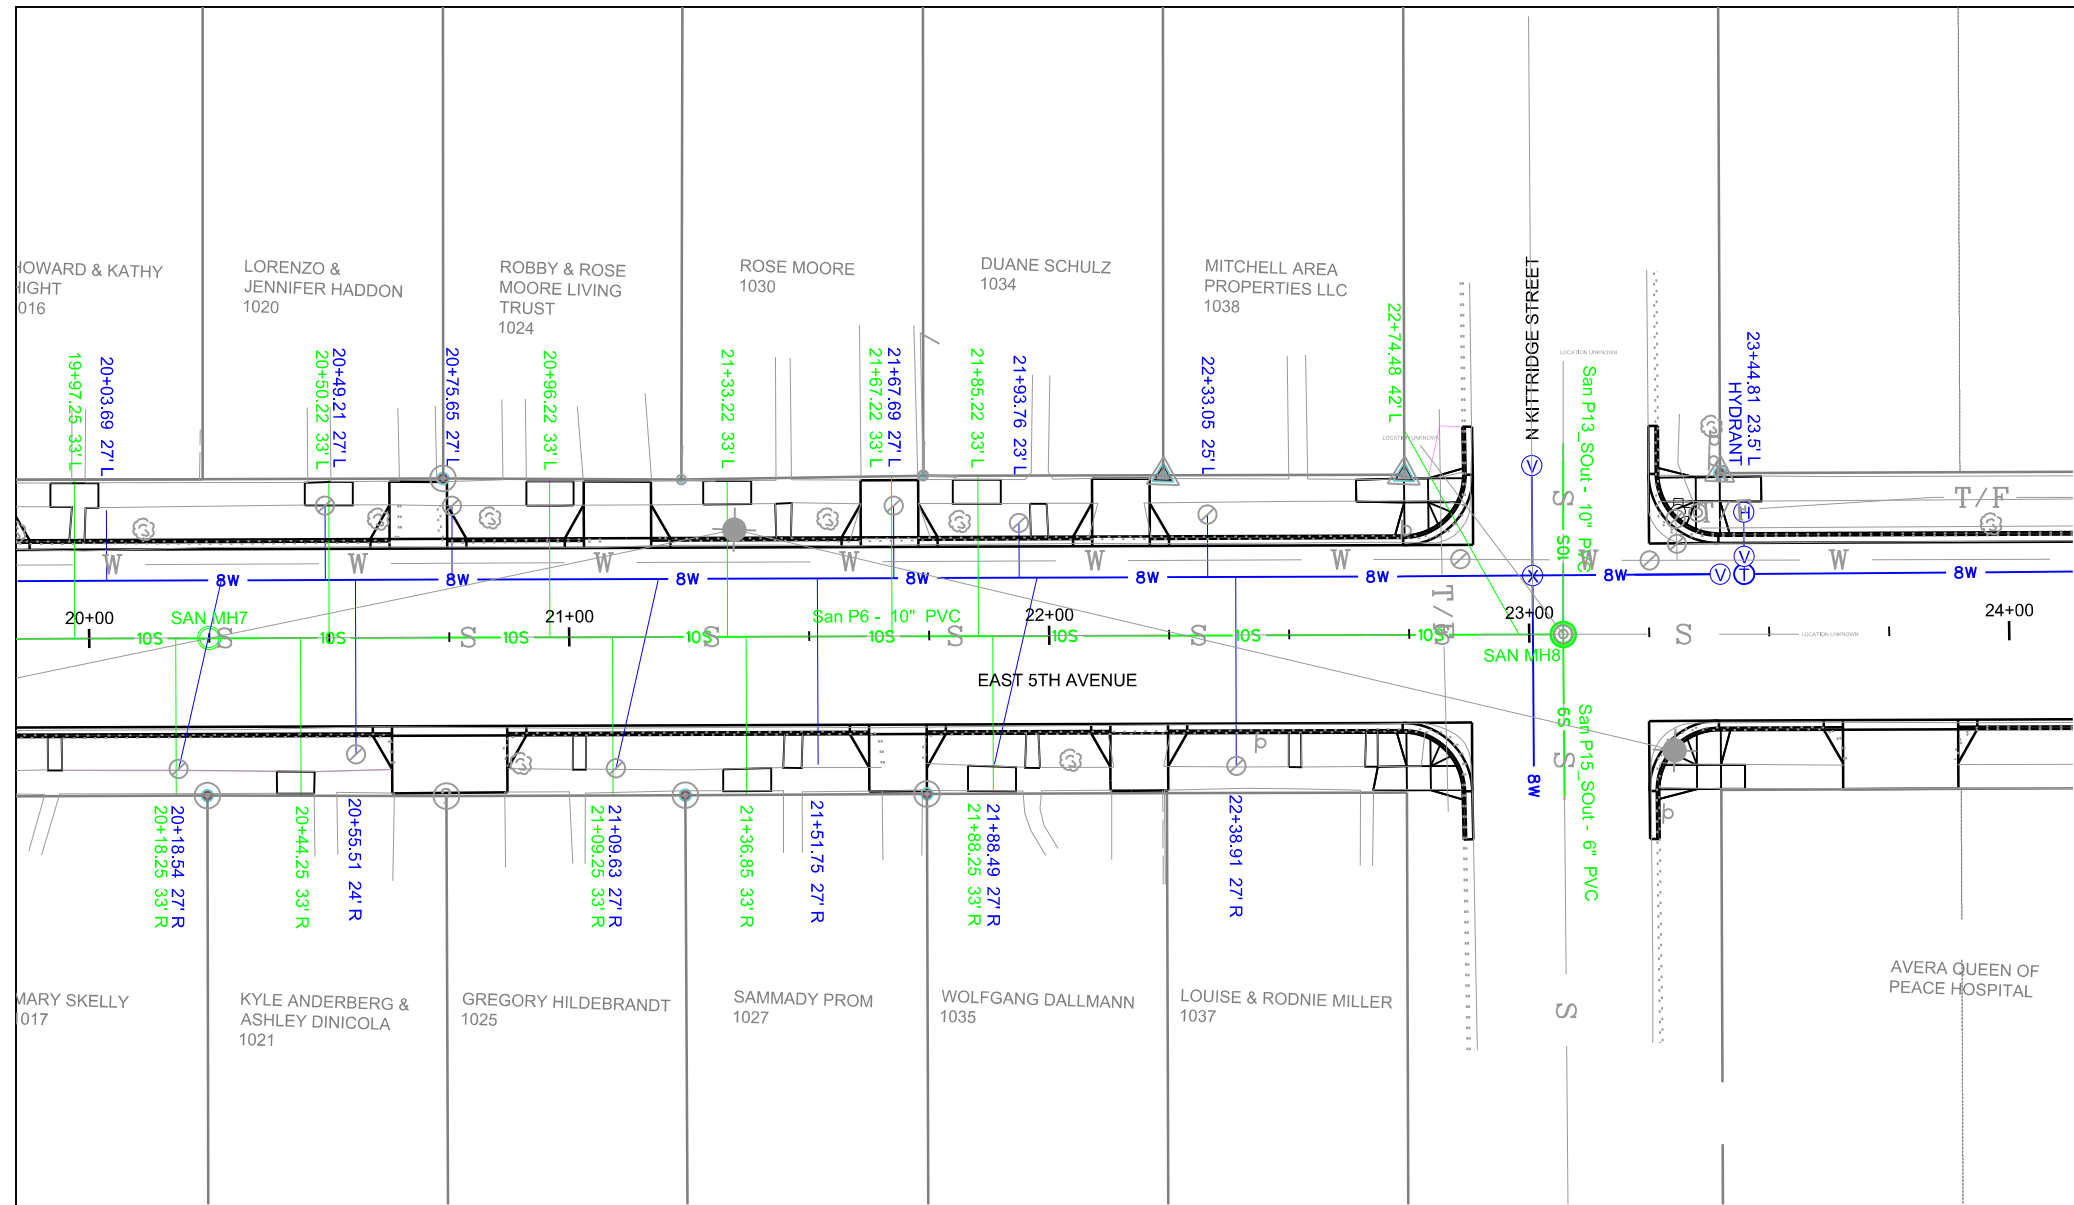 HOWARD & KATHY
HIGHT
1016
LORENZO &
JENNIFER HADDON
1020
ROBBY & ROSE
MOORE LIVING
TRUST
1024
ROSE MOORE
1030
DUANE SCHULZ
1034
MITCHELL AREA
PROPERTIES LLC
1038
19+97.25 33' L
20+03.69 27' L
20+50.22 33' L
20+49.21 27' L
20+75.65 27' L
20+96.22 33' L
21+33.22 33' L
21+67.22 33' L
21+67.69 27' L
21+85.22 33' L
21+93.76 23' L
22+33.05 25' L
22+74.48 42' L
N KITTRIDGE STREET
LOCATION UNKNOWN
LOCATION UNKNOWN
San P13_SOut - 10" PVC
23+44.81 23.5' L
HYDRANT
V
S
10S
T
H
T/F
W W W W W W W W
V
8W 8W 8W 8W 8W 8W X 8W V T 8W
T/F
20+00 SAN MH7 21+00 San P6 - 10" PVC 22+00 23+00 24+00
10S S 10S S 10S S 10S 10S S 10S S 10S 10S S
LOCATION UNKNOWN
SAN MH8
EAST 5TH AVENUE
6S
S
8W
San P15_SOut - 6" PVC
20+18.25 33' R
20+18.54 27' R
20+44.25 33' R
20+55.51 24' R
21+09.25 33' R
21+09.63 27' R
21+36.85 33' R
21+51.75 27' R
21+88.25 33' R
21+88.49 27' R
22+38.91 27' R
MARY SKELLY
1017
KYLE ANDERBERG &
ASHLEY DINICOLA
1021
GREGORY HILDEBRANDT
1025
SAMMADY PROM
1027
WOLFGANG DALLMANN
1035
LOUISE & RODNIE MILLER
1037
S
AVERA QUEEN OF
PEACE HOSPITAL